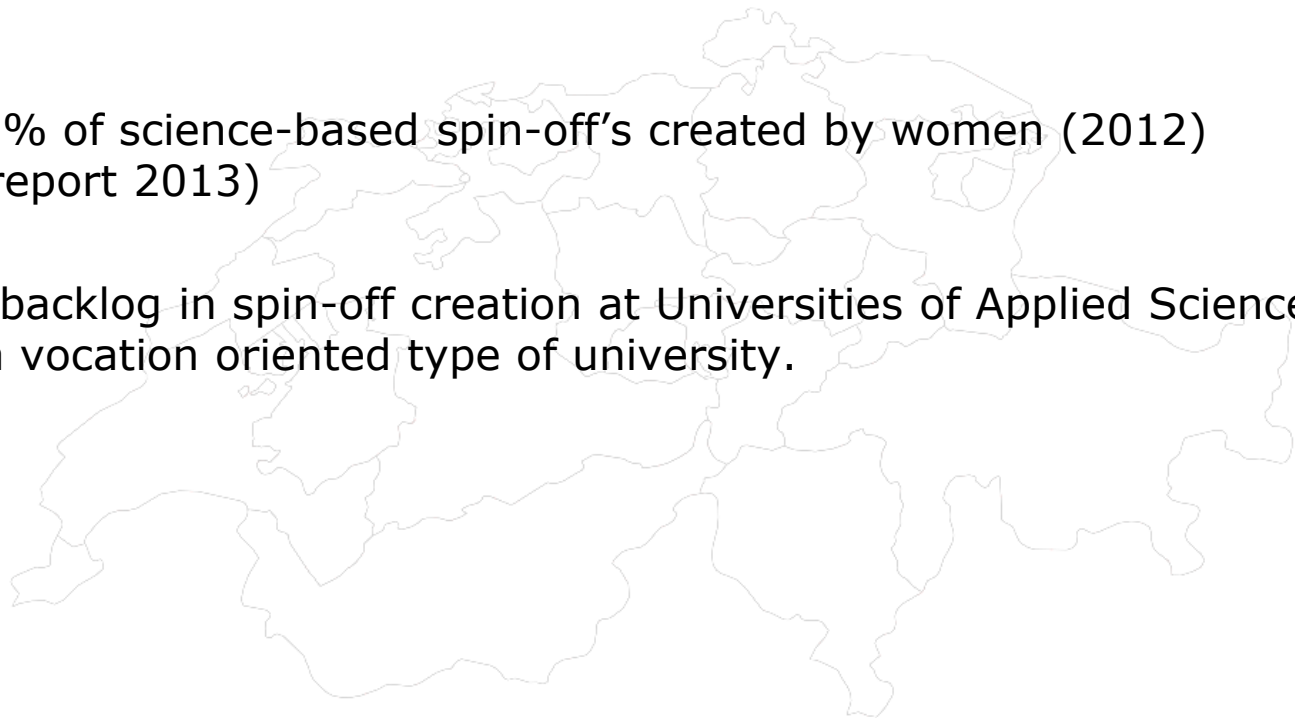 % of science-based spin-off’s created by women (2012)
report 2013)
backlog in spin-off creation at Universities of Applied Science
vocation oriented type of university.